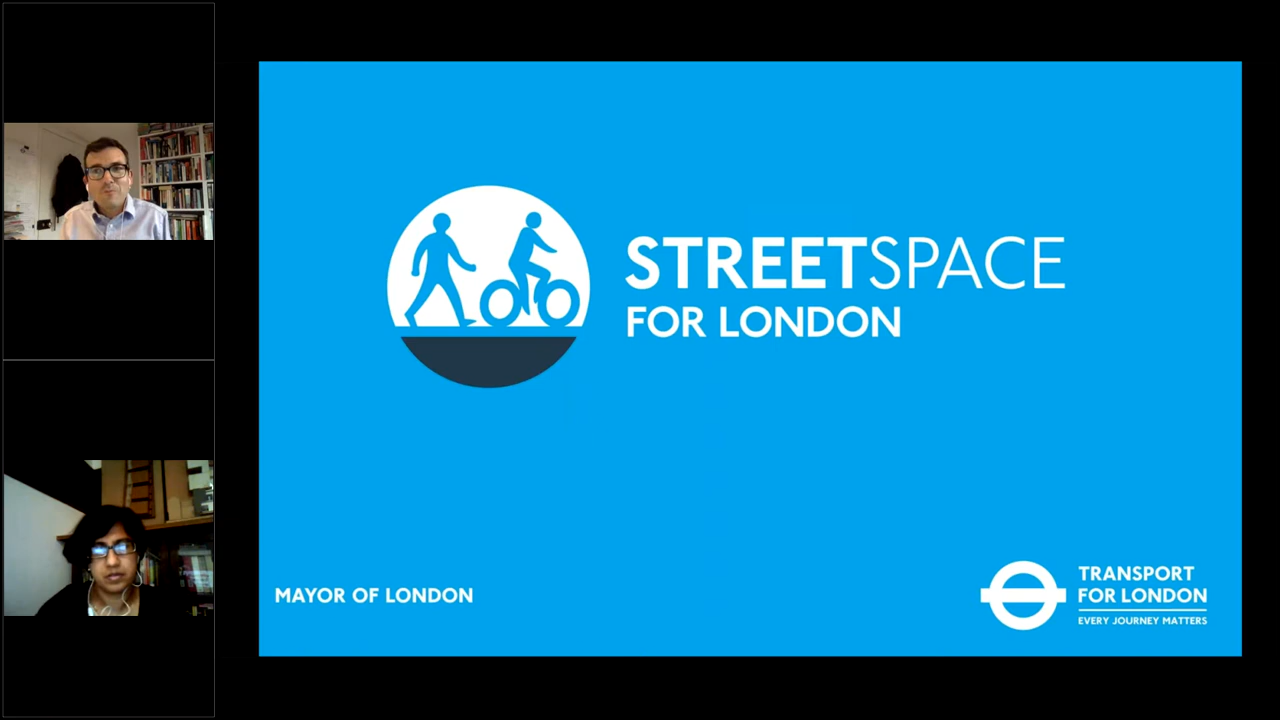 STREETSPACE
FOR LONDON
MAYOR OF LONDON
TRANSPORT
FOR LONDON
EVERY JOURNEY MATTERS